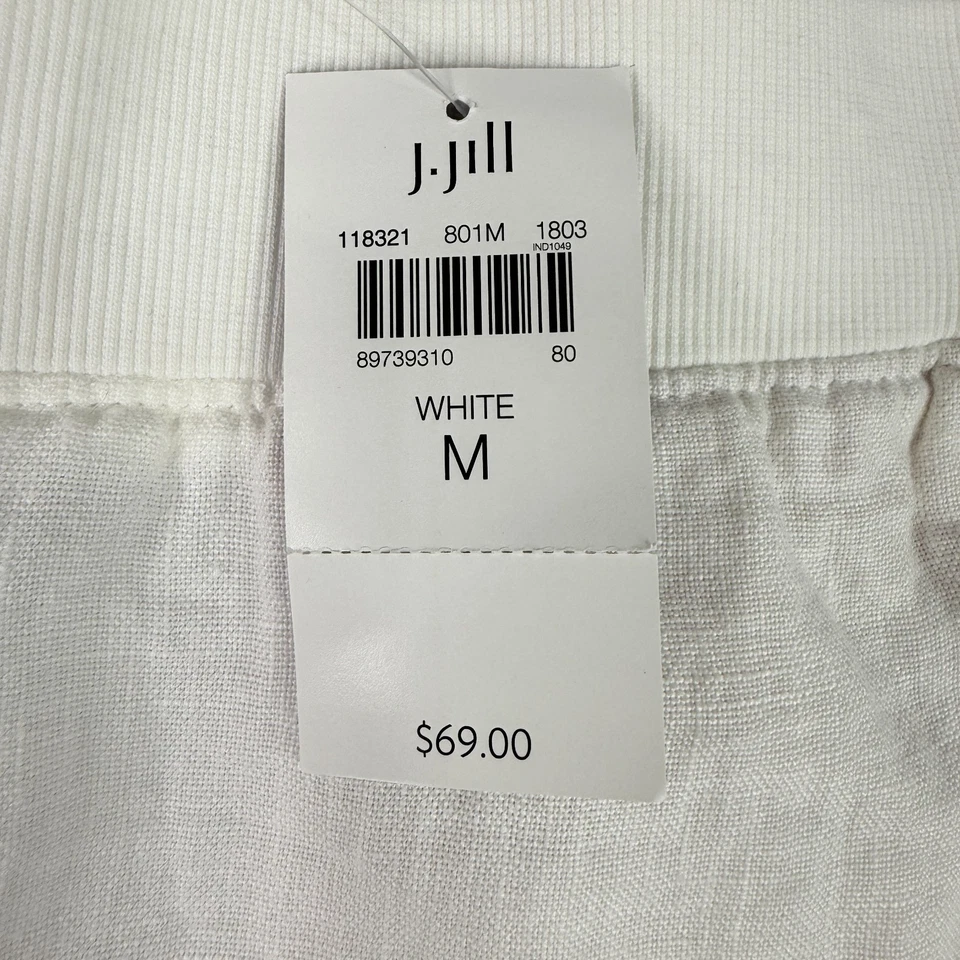 J.Jill
118321 801M 1803
IND1049
89739310 80
WHITE
M
$69.00